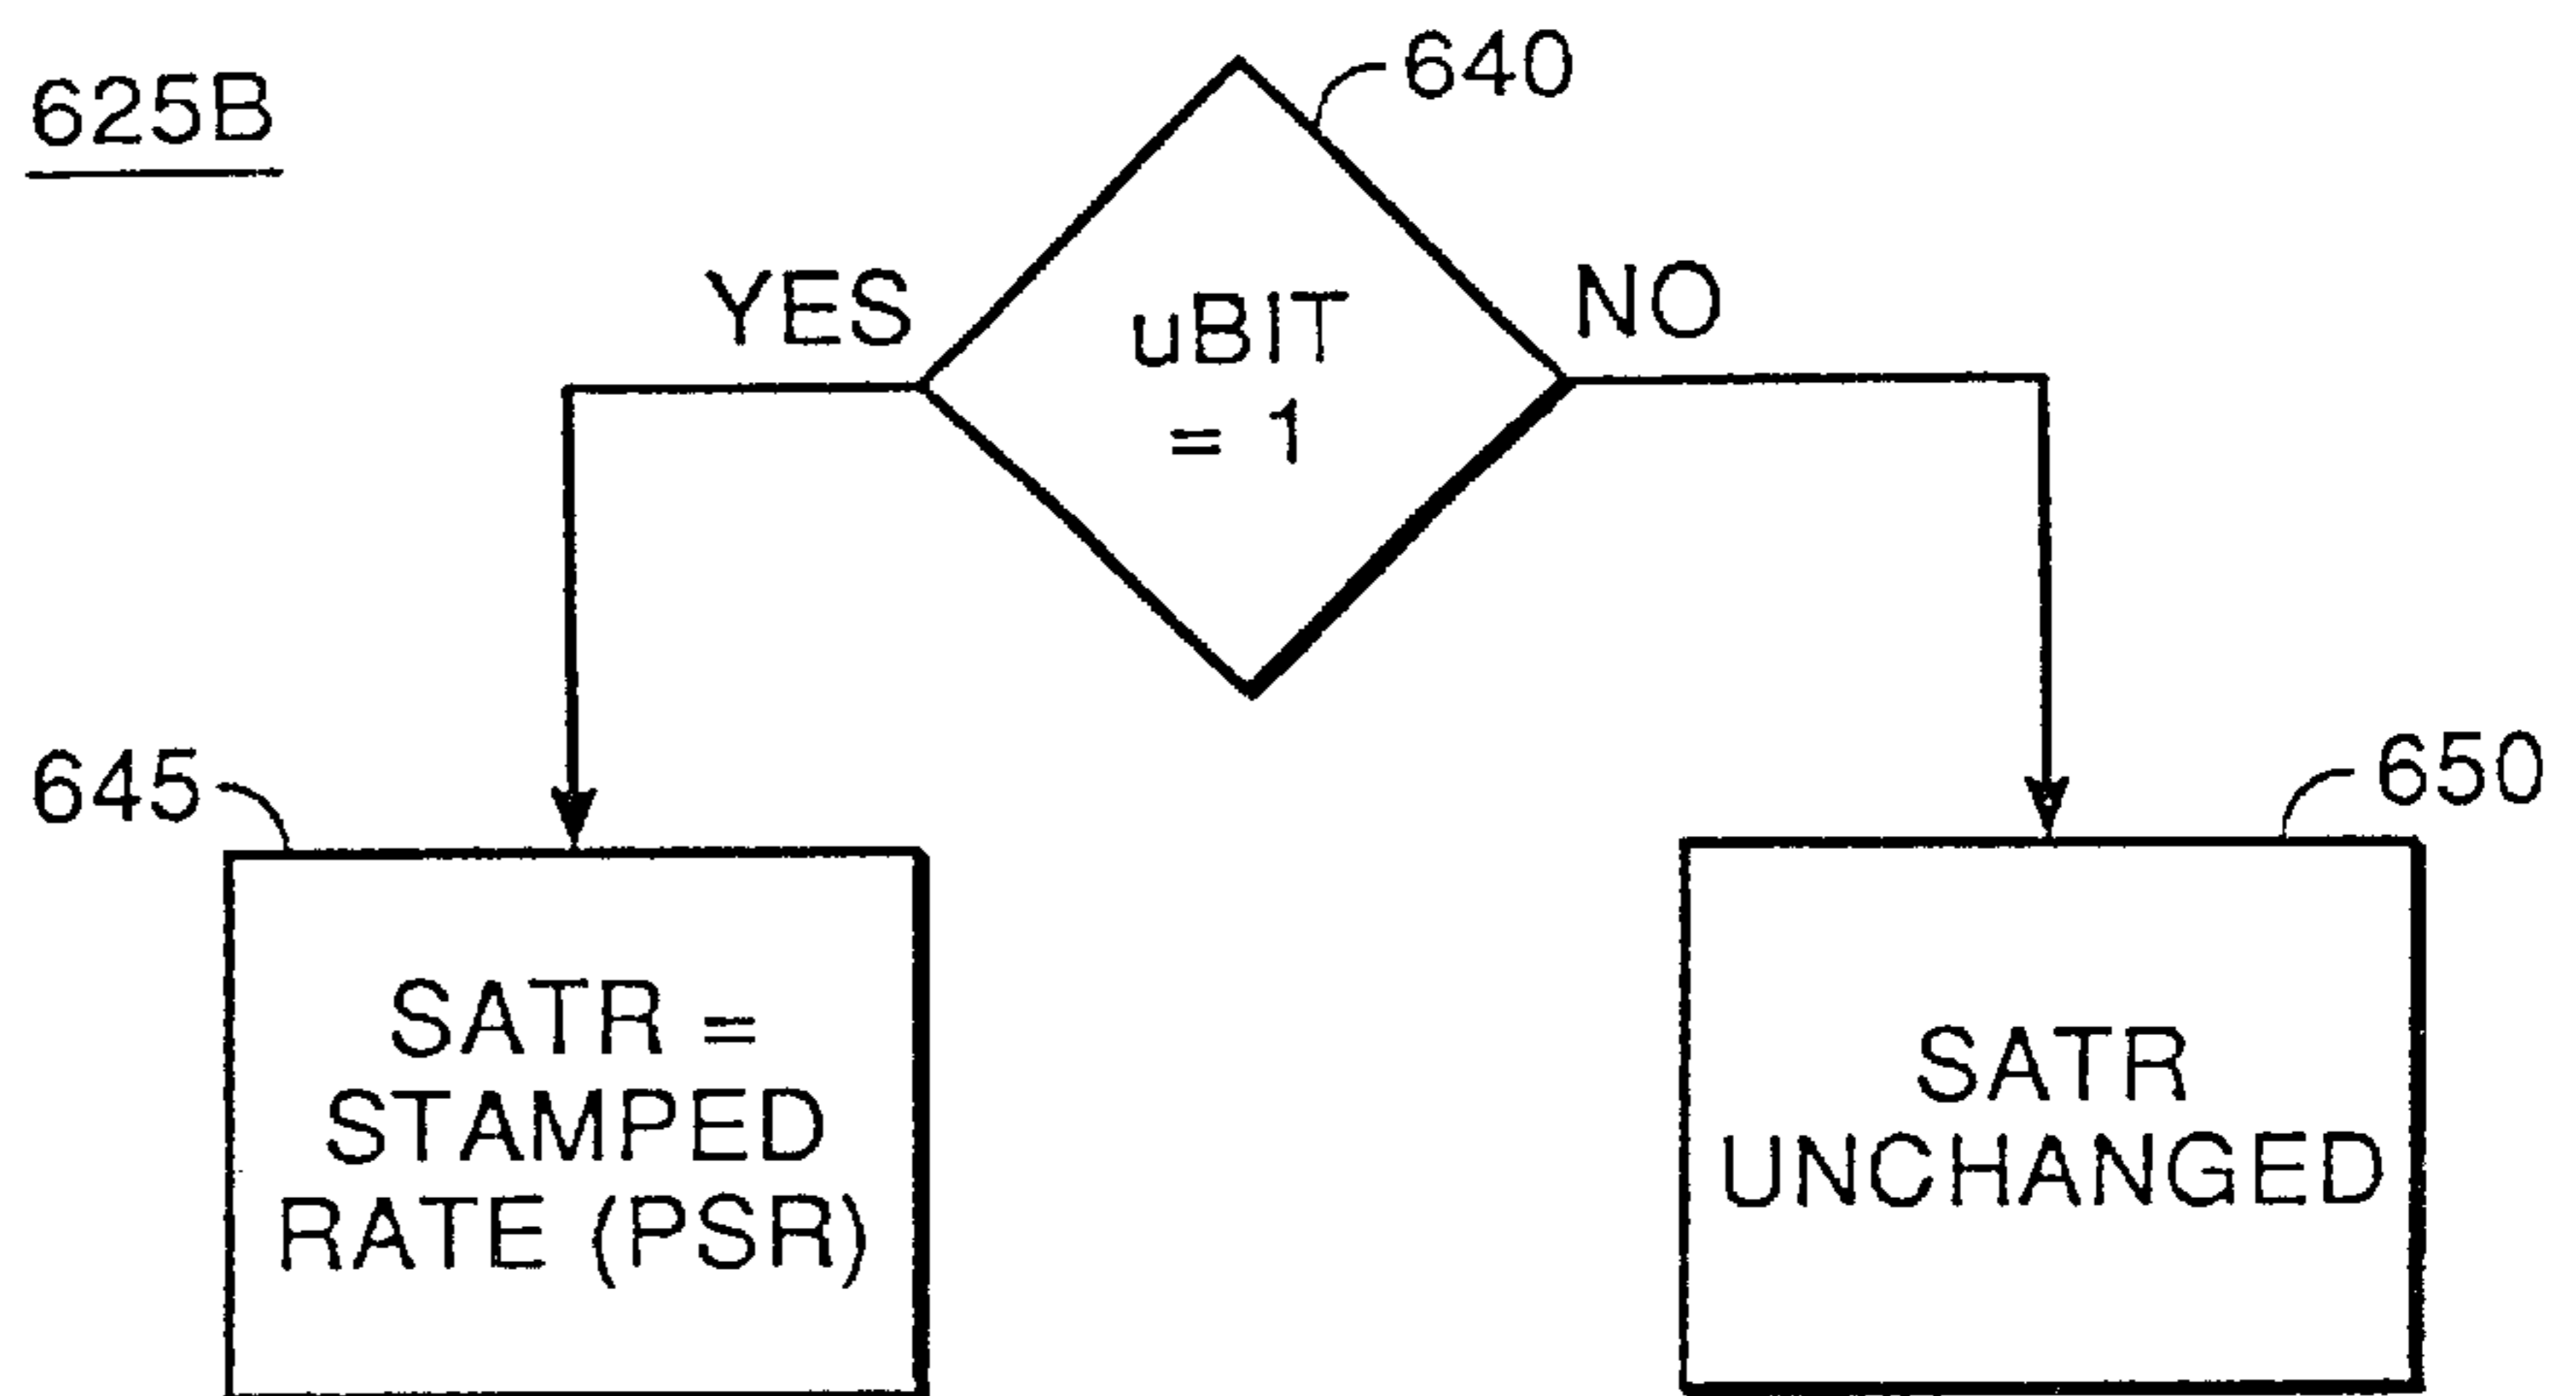 625B
640
YES
uBIT
= 1
NO
645
650
SATR =
STAMPED
RATE (PSR)
SATR
UNCHANGED